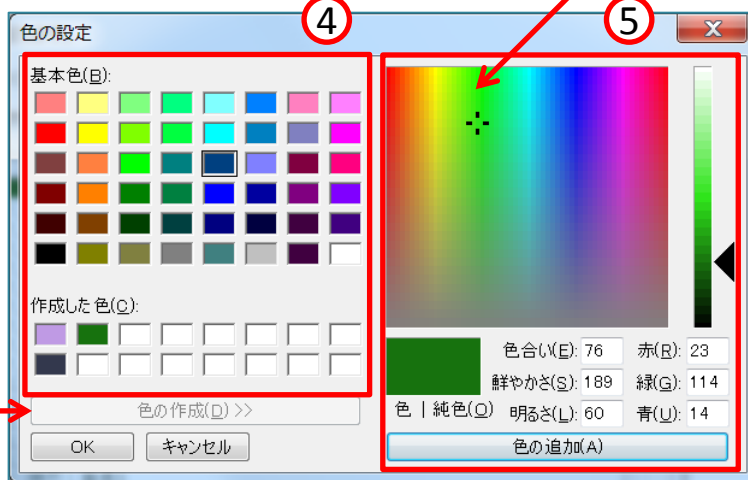 ④
⑤
色の設定
X
基本色(B):
作成した色(C):
色の作成(D) >>
OK
キャンセル
色合い(E): 76
赤(R): 23
鮮やかさ(S): 189
緑(G): 114
色 | 純色(O)
明るさ(L): 60
青(U): 14
色の追加(A)